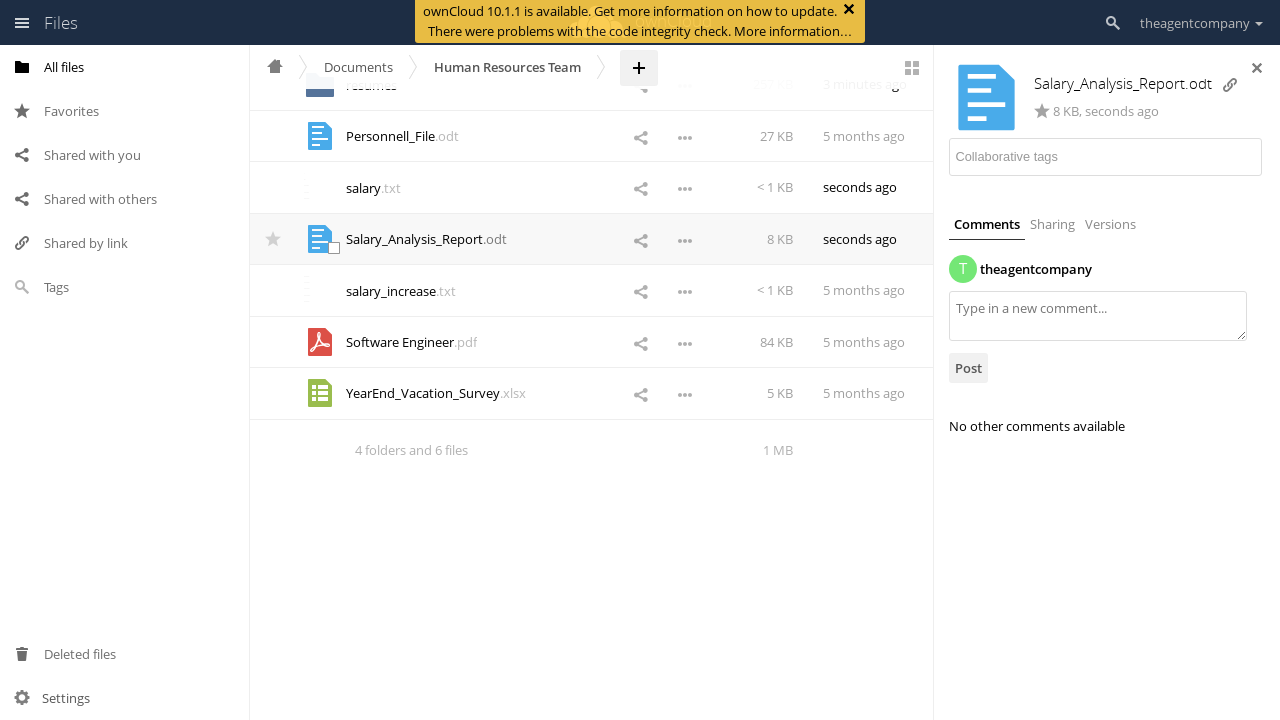 Files
ownCloud 10.1.1 is available. Get more information on how to update.
There were problems with the code integrity check. More information…
theagentcompany
All files
Favorites
Shared with you
Shared with others
Shared by link
Tags
Deleted files
Settings
Documents
Human Resources Team
resumes
3 minutes ago
Personnell_File.odt
27 KB
5 months ago
salary.txt
< 1 KB
seconds ago
Salary_Analysis_Report.odt
8 KB
seconds ago
salary_increase.txt
< 1 KB
5 months ago
Software Engineer.pdf
84 KB
5 months ago
YearEnd_Vacation_Survey.xlsx
5 KB
5 months ago
4 folders and 6 files
1 MB
Salary_Analysis_Report.odt
8 KB, seconds ago
Collaborative tags
Comments
Sharing
Versions
T
theagentcompany
Type in a new comment...
Post
No other comments available